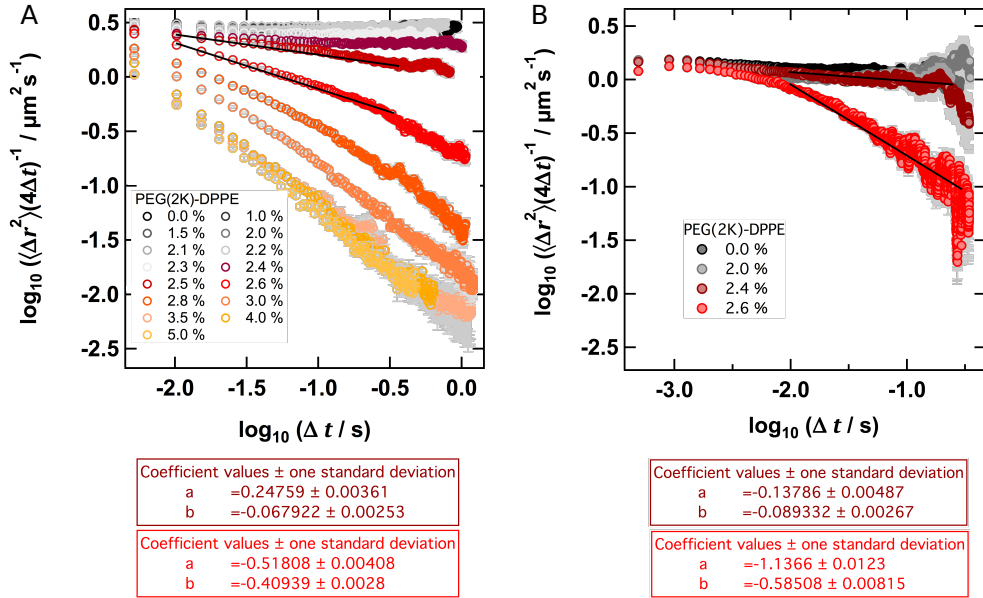 A
B
log10 (⟨Δr²⟩(4Δt)⁻¹ / μm² s⁻¹)
0.5
0.0
-0.5
-1.0
-1.5
-2.0
-2.5
PEG(2K)-DPPE
0.0 % 1.0 %
1.5 % 2.0 %
2.1 % 2.2 %
2.3 % 2.4 %
2.5 % 2.6 %
2.8 % 3.0 %
3.5 % 4.0 %
5.0 %
-2.0 -1.5 -1.0 -0.5 0.0
log10 (Δ t / s)
log10 (⟨Δr²⟩(4Δt)⁻¹ / μm² s⁻¹)
0.5
0.0
-0.5
-1.0
-1.5
-2.0
-2.5
PEG(2K)-DPPE
0.0 %
2.0 %
2.4 %
2.6 %
-3.0 -2.0 -1.0
log10 (Δ t / s)
Coefficient values ± one standard deviation
a =0.24759 ± 0.00361
b =-0.067922 ± 0.00253
Coefficient values ± one standard deviation
a =-0.51808 ± 0.00408
b =-0.40939 ± 0.0028
Coefficient values ± one standard deviation
a =-0.13786 ± 0.00487
b =-0.089332 ± 0.00267
Coefficient values ± one standard deviation
a =-1.1366 ± 0.0123
b =-0.58508 ± 0.00815